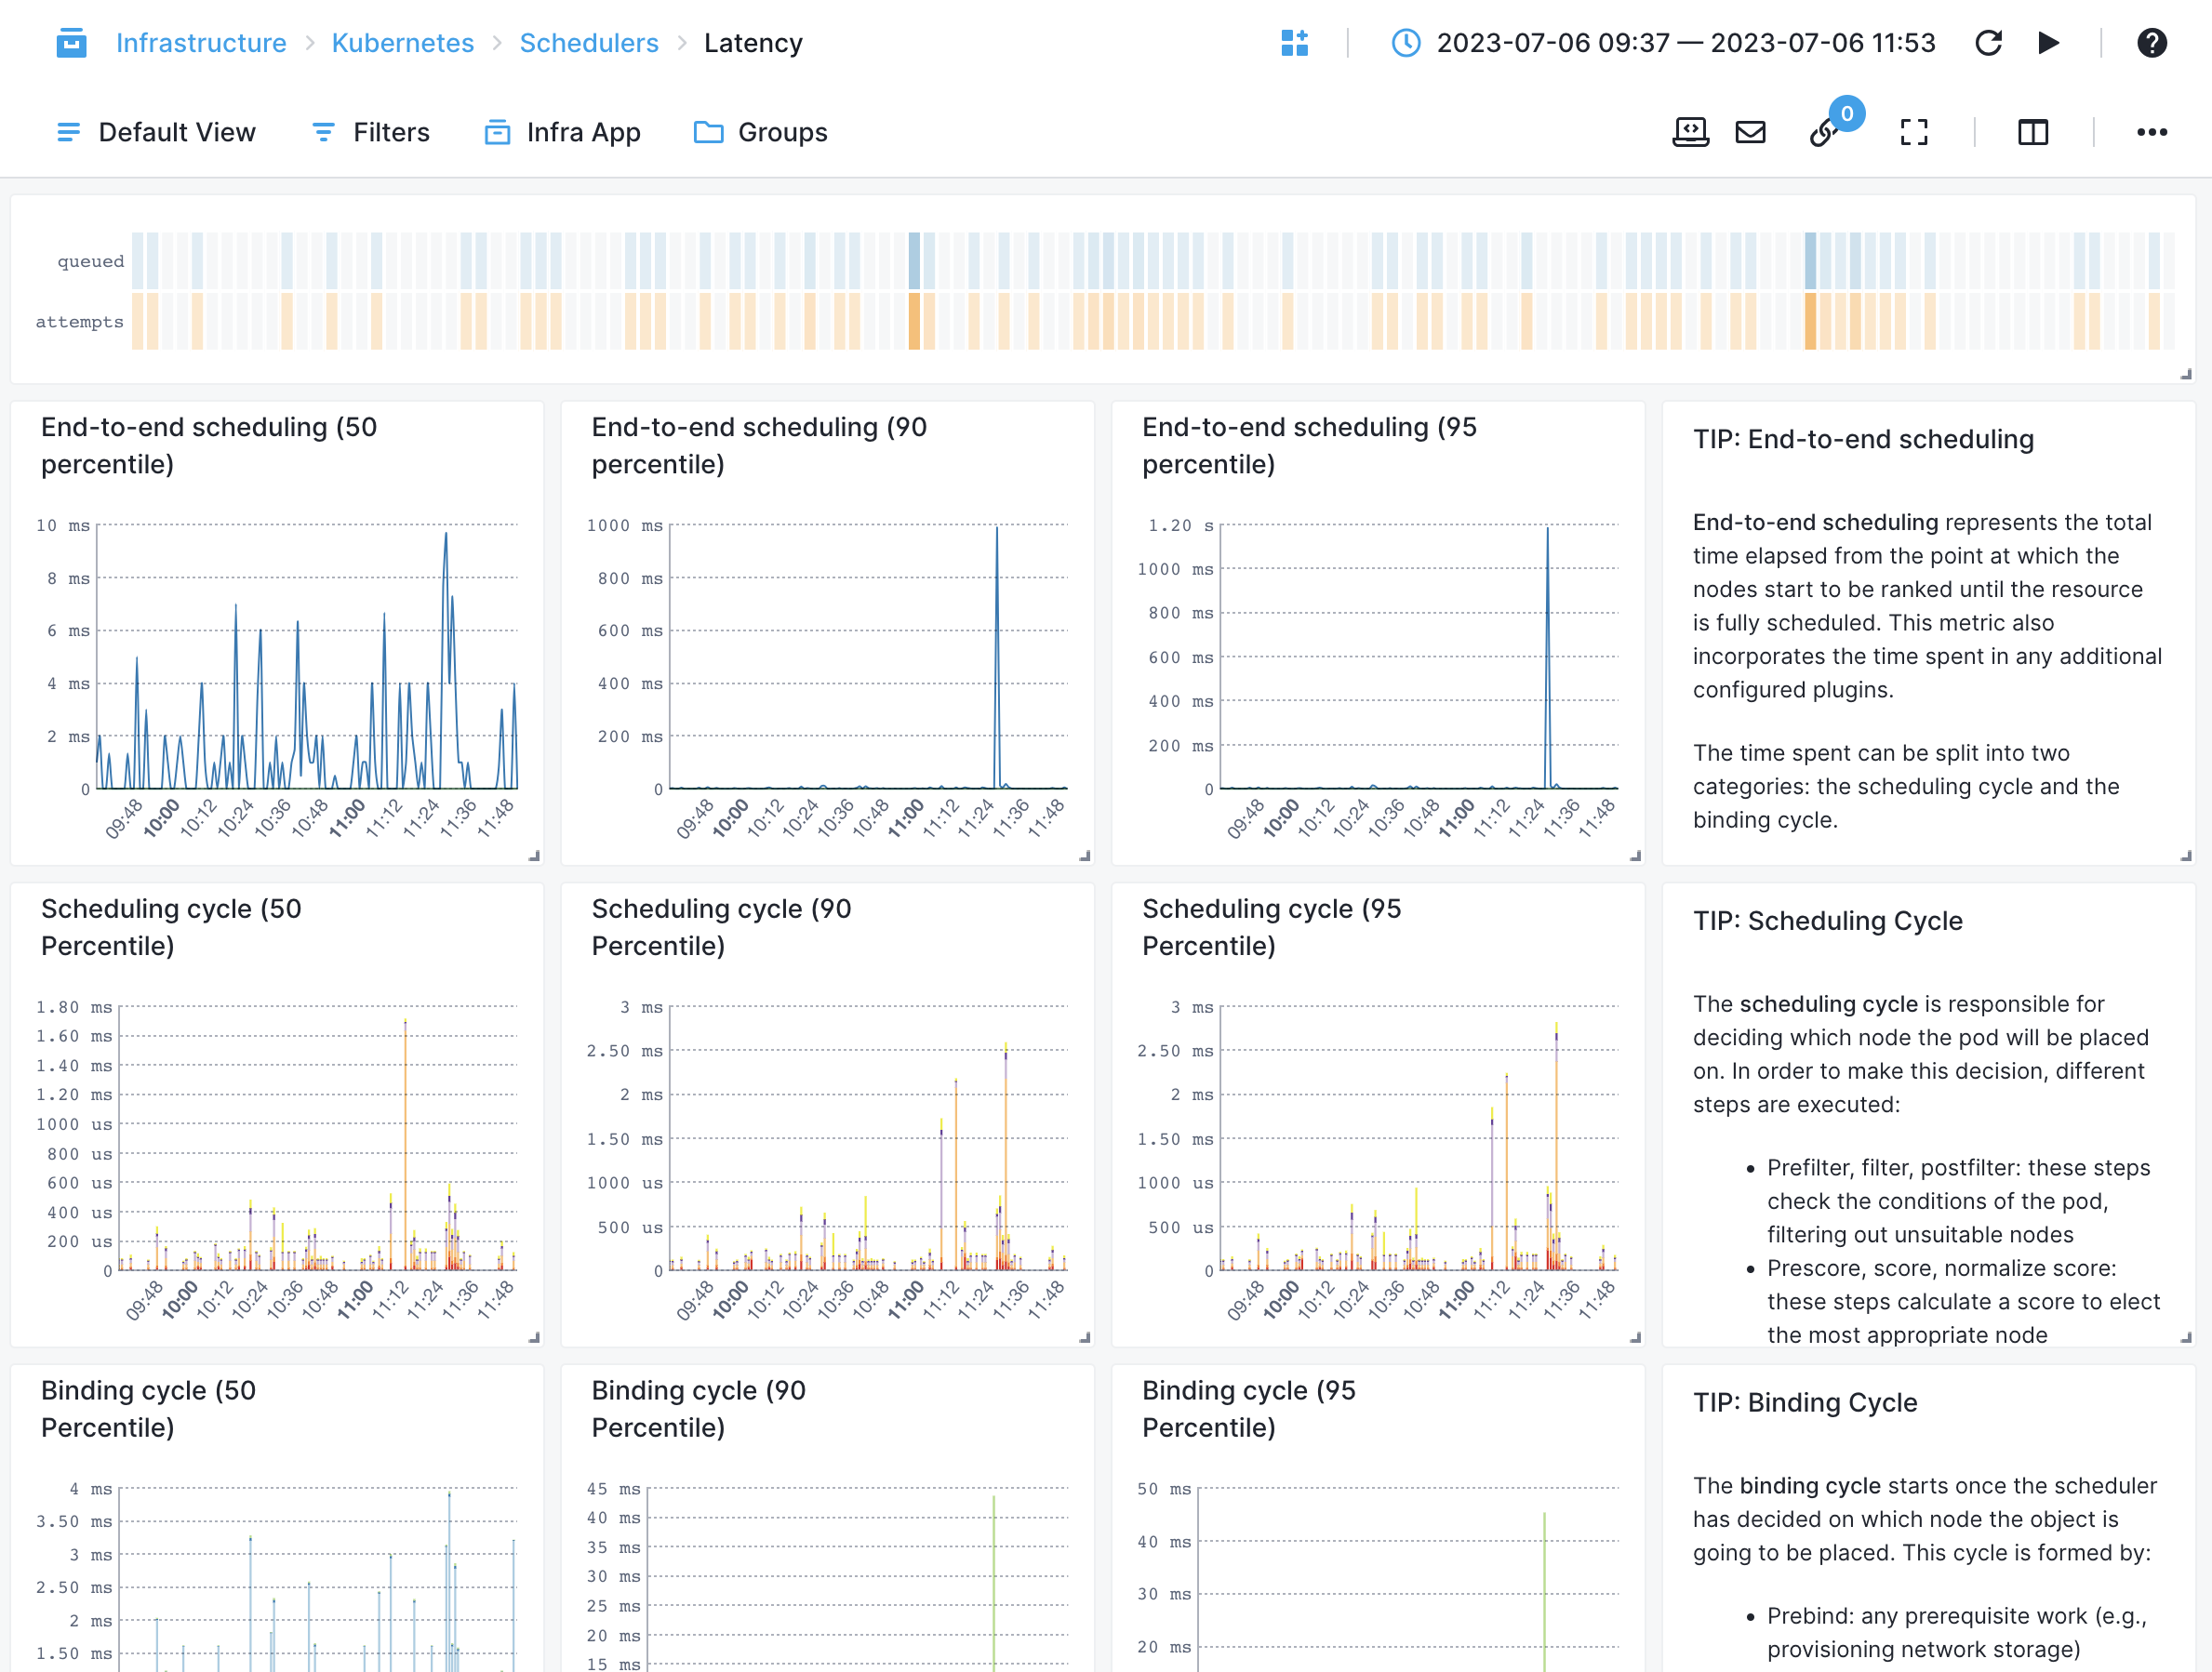 Infrastructure > Kubernetes > Schedulers > Latency
2023-07-06 09:37 — 2023-07-06 11:53
Default View Filters Infra App Groups
0
queued
attempts
End-to-end scheduling (50
percentile)
10 ms
8 ms
6 ms
4 ms
2 ms
0
09:48 10:00 10:12 10:24 10:36 10:48 11:00 11:12 11:24 11:36 11:48
End-to-end scheduling (90
percentile)
1000 ms
800 ms
600 ms
400 ms
200 ms
0
09:48 10:00 10:12 10:24 10:36 10:48 11:00 11:12 11:24 11:36 11:48
End-to-end scheduling (95
percentile)
1.20 s
1000 ms
800 ms
600 ms
400 ms
200 ms
0
09:48 10:00 10:12 10:24 10:36 10:48 11:00 11:12 11:24 11:36 11:48
TIP: End-to-end scheduling
End-to-end scheduling represents the total
time elapsed from the point at which the
nodes start to be ranked until the resource
is fully scheduled. This metric also
incorporates the time spent in any additional
configured plugins.
The time spent can be split into two
categories: the scheduling cycle and the
binding cycle.
Scheduling cycle (50
Percentile)
1.80 ms
1.60 ms
1.40 ms
1.20 ms
1000 us
800 us
600 us
400 us
200 us
0
09:48 10:00 10:12 10:24 10:36 10:48 11:00 11:12 11:24 11:36 11:48
Scheduling cycle (90
Percentile)
3 ms
2.50 ms
2 ms
1.50 ms
1000 us
500 us
0
09:48 10:00 10:12 10:24 10:36 10:48 11:00 11:12 11:24 11:36 11:48
Scheduling cycle (95
Percentile)
3 ms
2.50 ms
2 ms
1.50 ms
1000 us
500 us
0
09:48 10:00 10:12 10:24 10:36 10:48 11:00 11:12 11:24 11:36 11:48
TIP: Scheduling Cycle
The scheduling cycle is responsible for
deciding which node the pod will be placed
on. In order to make this decision, different
steps are executed:
• Prefilter, filter, postfilter: these steps
check the conditions of the pod,
filtering out unsuitable nodes
• Prescore, score, normalize score:
these steps calculate a score to elect
the most appropriate node
Binding cycle (50
Percentile)
4 ms
3.50 ms
3 ms
2.50 ms
2 ms
1.50 ms
Binding cycle (90
Percentile)
45 ms
40 ms
35 ms
30 ms
25 ms
20 ms
15 ms
Binding cycle (95
Percentile)
50 ms
40 ms
30 ms
20 ms
TIP: Binding Cycle
The binding cycle starts once the scheduler
has decided on which node the object is
going to be placed. This cycle is formed by:
• Prebind: any prerequisite work (e.g.,
provisioning network storage)